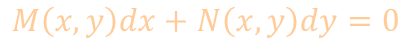 M(x, y)dx + N(x, y)dy = 0